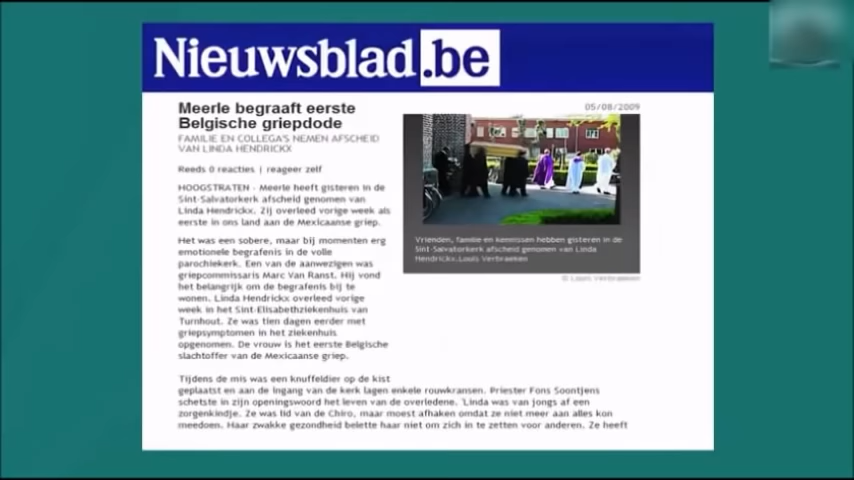 Nieuwsblad.be
Meerle begraaft eerste
Belgische griepdode
FAMILIE EN COLLEGA'S NEMEN AFSCHEID
VAN LINDA HENDRICKX
Reeds 0 reacties | reageer zelf
HOOGSTRATEN - Meerle heeft gisteren in de
Sint-Salvatorkerk afscheid genomen van
Linda Hendrickx. Zij overleed vorige week als
eerste in ons land aan de Mexicaanse griep.
Het was een sobere, maar bij momenten erg
emotionele begrafenis in de volle
parochiekerk. Een van de aanwezigen was
griepcommissaris Marc Van Ranst. Hij vond
het belangrijk om de begrafenis bij te
wonen. Linda Hendrickx overleed vorige
week in het Sint-Elisabethziekenhuis van
Turnhout. Ze was tien dagen eerder met
griepsymptomen in het ziekenhuis
opgenomen. De vrouw is het eerste Belgische
slachtoffer van de Mexicaanse griep.
05/08/2009
Vrienden, familie en kennissen hebben gisteren in de
Sint-Salvatorkerk afscheid genomen van Linda
Hendrickx.Louis Verbraeken
© Louis Verbraeken
Tijdens de mis was een knuffeldier op de kist
geplaatst en aan de ingang van de kerk lagen enkele rouwkransen. Priester Fons Soontjens
schetste in zijn openingswoord het leven van de overledene. 'Linda was van jongs af een
zorgenkindje. Ze was lid van de Chiro, maar moest afhaken omdat ze niet meer aan alles kon
meedoen. Haar zwakke gezondheid belette haar niet om zich in te zetten voor anderen. Ze heeft